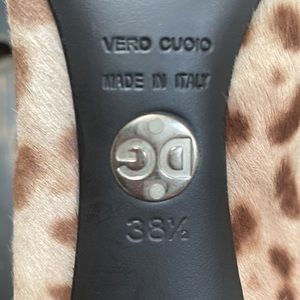 VERO CUOIO
MADE IN ITALY
DG
38½